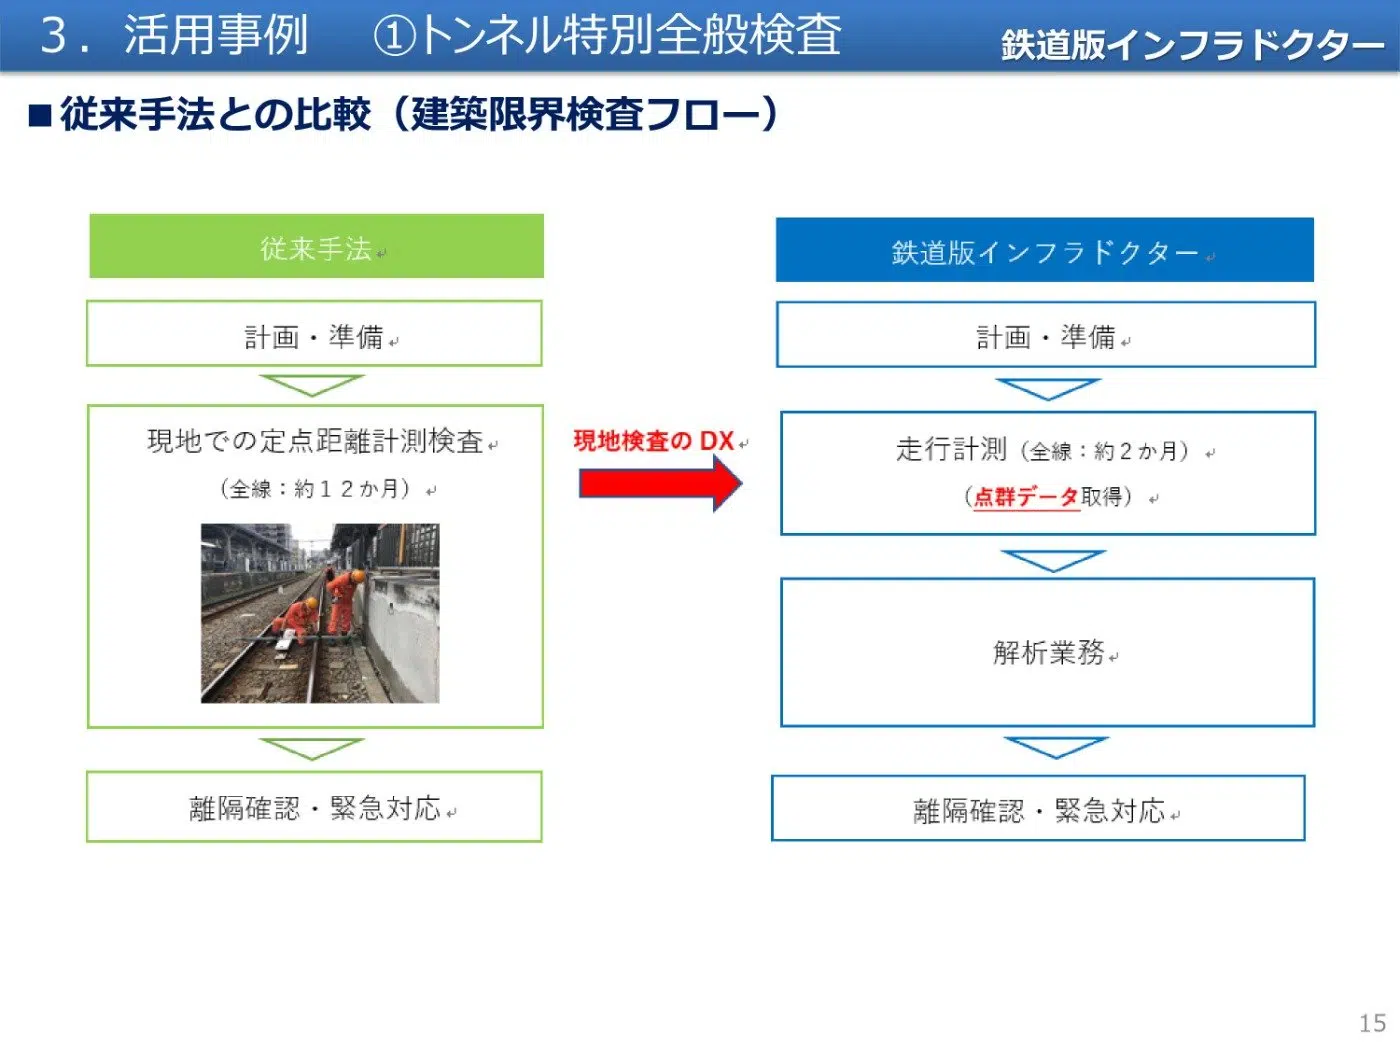 ３．活用事例　①トンネル特別全般検査
鉄道版インフラドクター
■従来手法との比較（建築限界検査フロー）
従来手法↵
計画・準備↵
現地での定点距離計測検査↵
（全線：約１２か月）↵
離隔確認・緊急対応↵
現地検査の DX↵
鉄道版インフラドクター↵
計画・準備↵
走行計測（全線：約２か月）↵
（点群データ取得）↵
解析業務↵
離隔確認・緊急対応↵
15